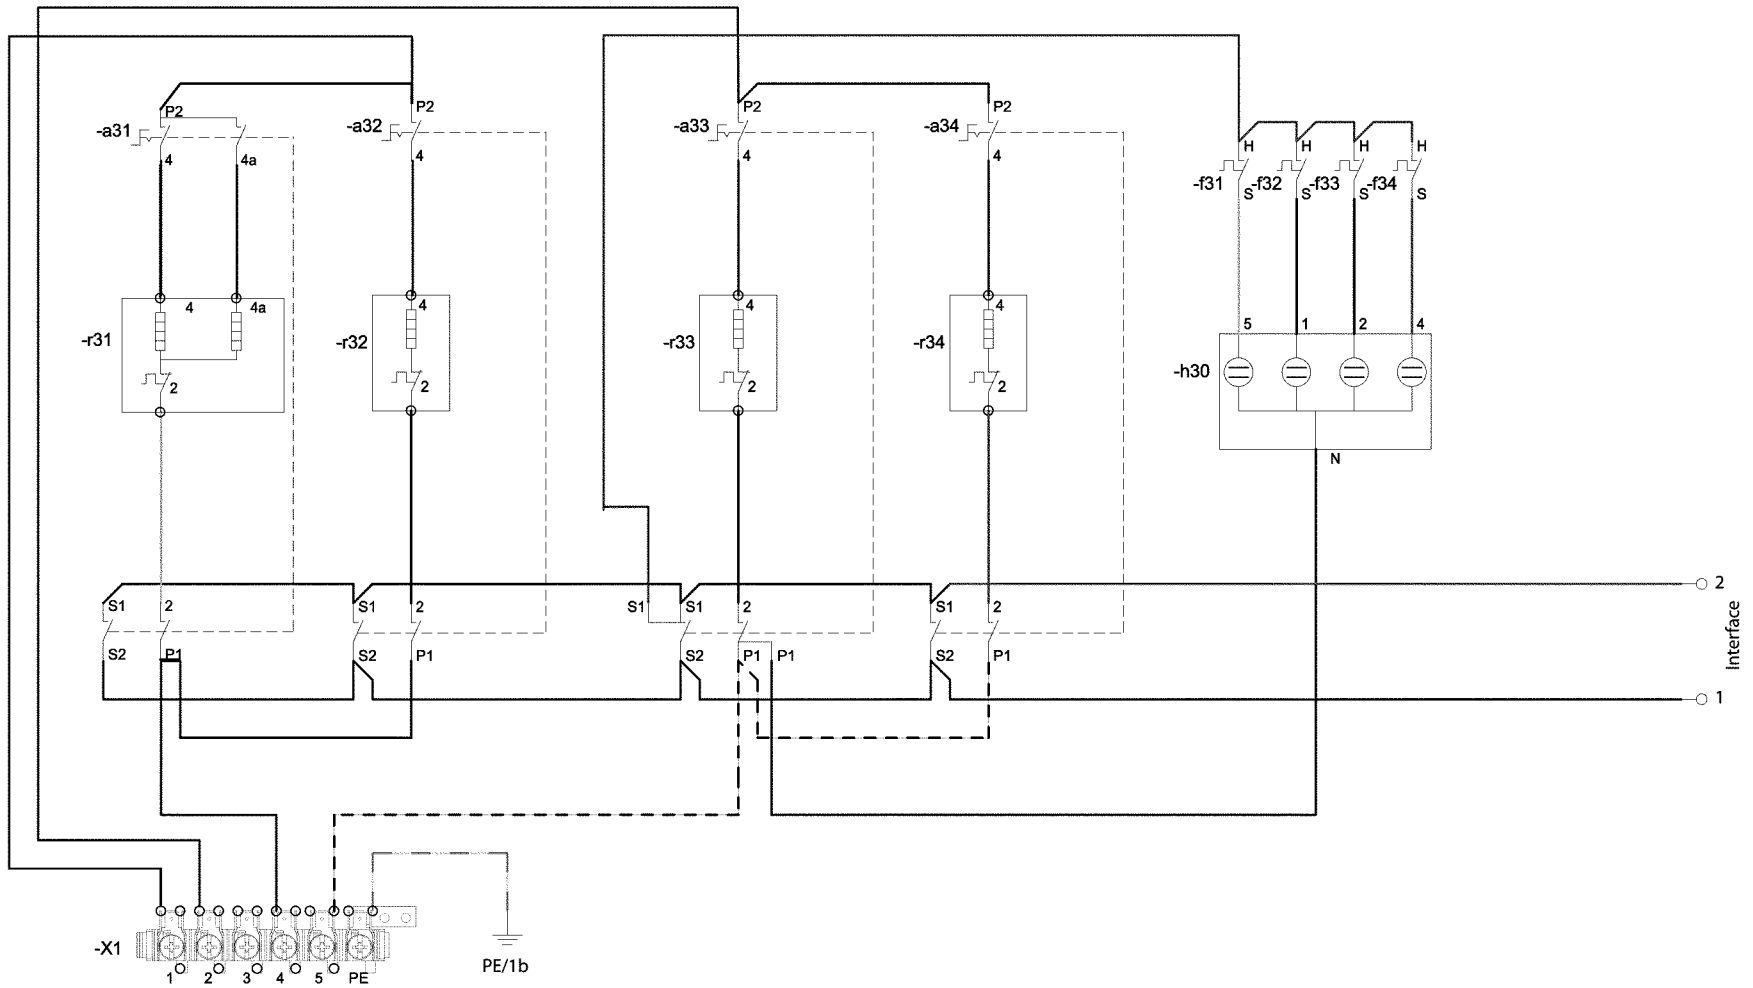 P2 P2 P2 P2
-a31 -a32 -a33 -a34
4 4a 4 4 4
H H H H
-f31 -f32 -f33 -f34
S S S S
4 4a 4 4 4
5 1 2 4
-r31 -r32 -r33 -r34 -h30
2 2 2 2
N
2
S1 2 S1 2 S1 S1 2 S1 2
Interface
S2 P1 S2 P1 S2 P1 P1 S2 P1
1
-X1
1 2 3 4 5 PE
PE/1b